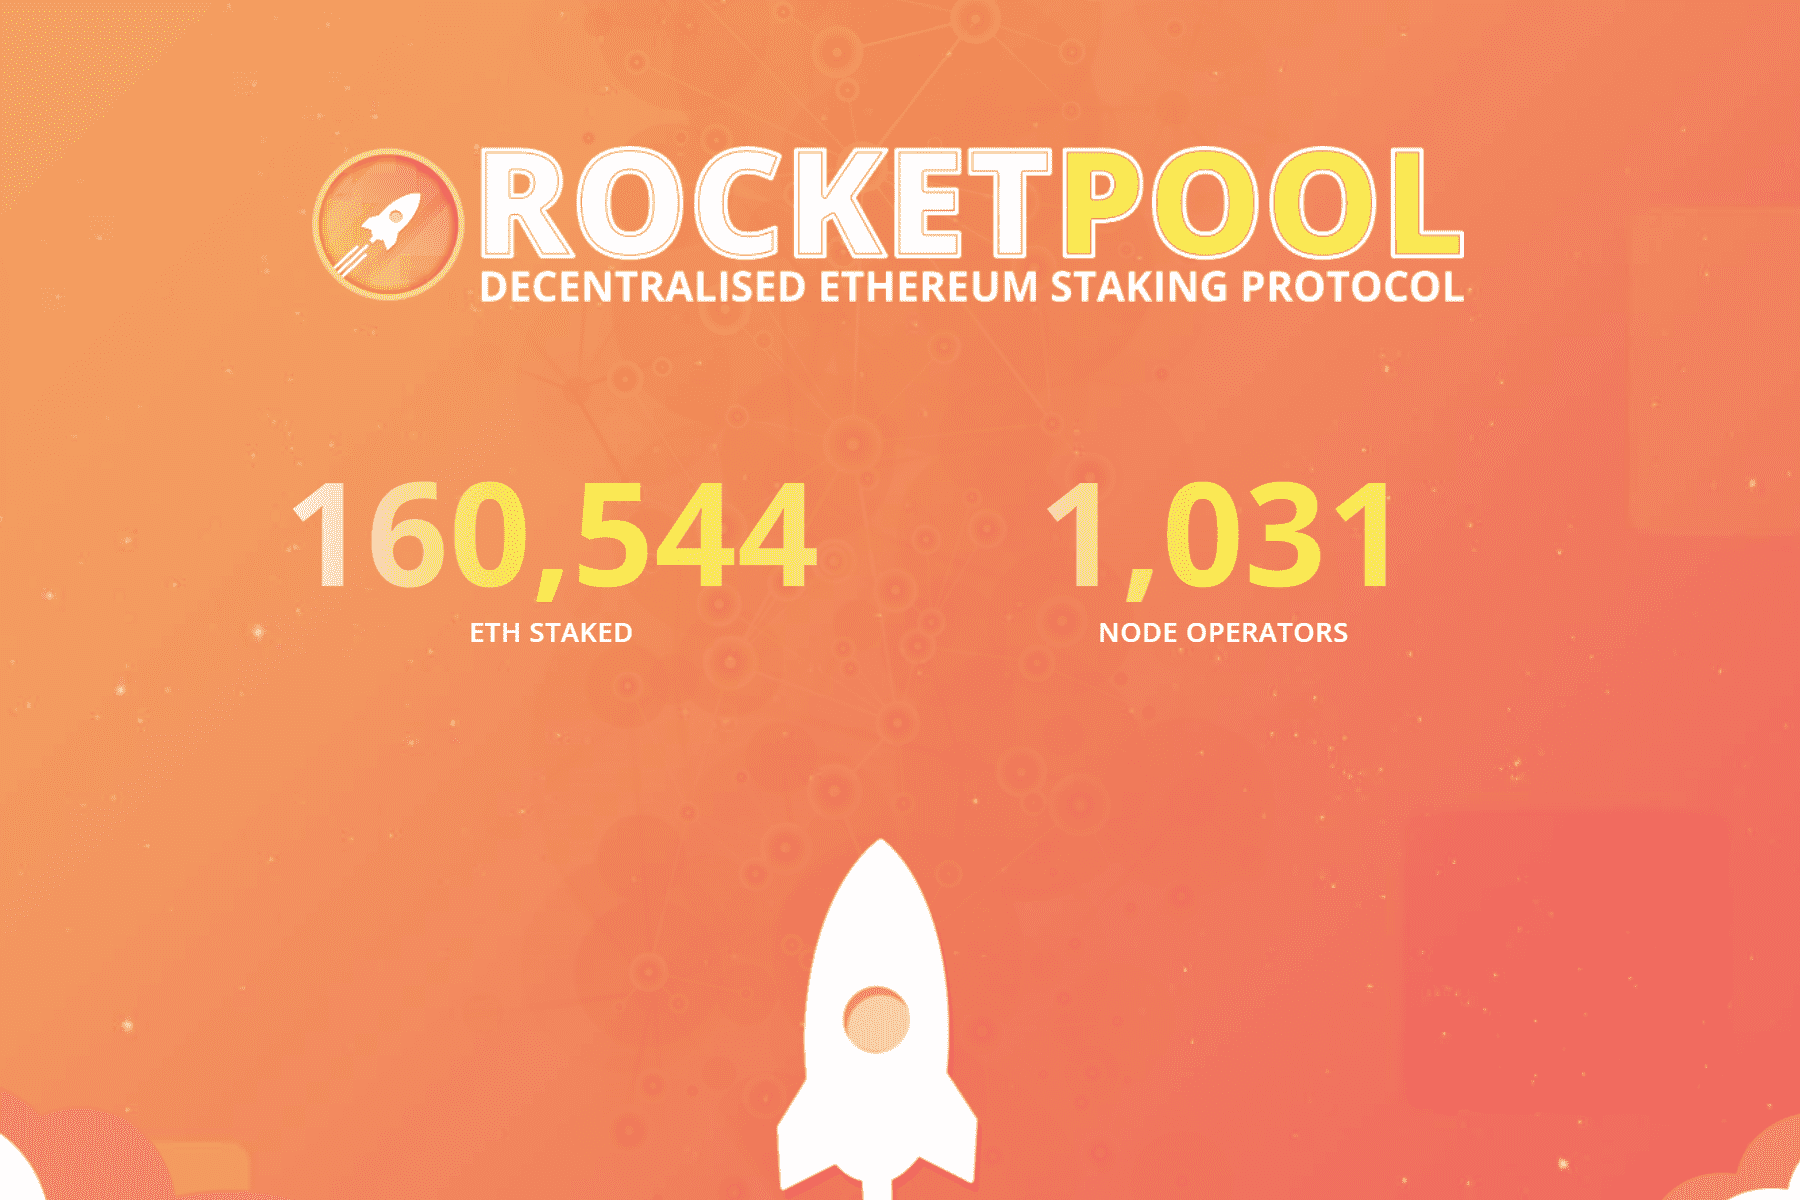 ROCKETPOOL
DECENTRALISED ETHEREUM STAKING PROTOCOL
160,544
ETH STAKED
1,031
NODE OPERATORS